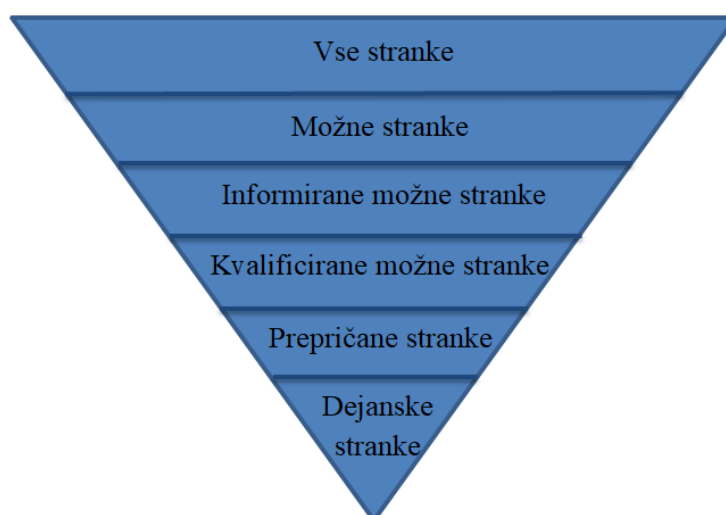 Vse stranke
Možne stranke
Informirane možne stranke
Kvalificirane možne stranke
Prepričane stranke
Dejanske
stranke